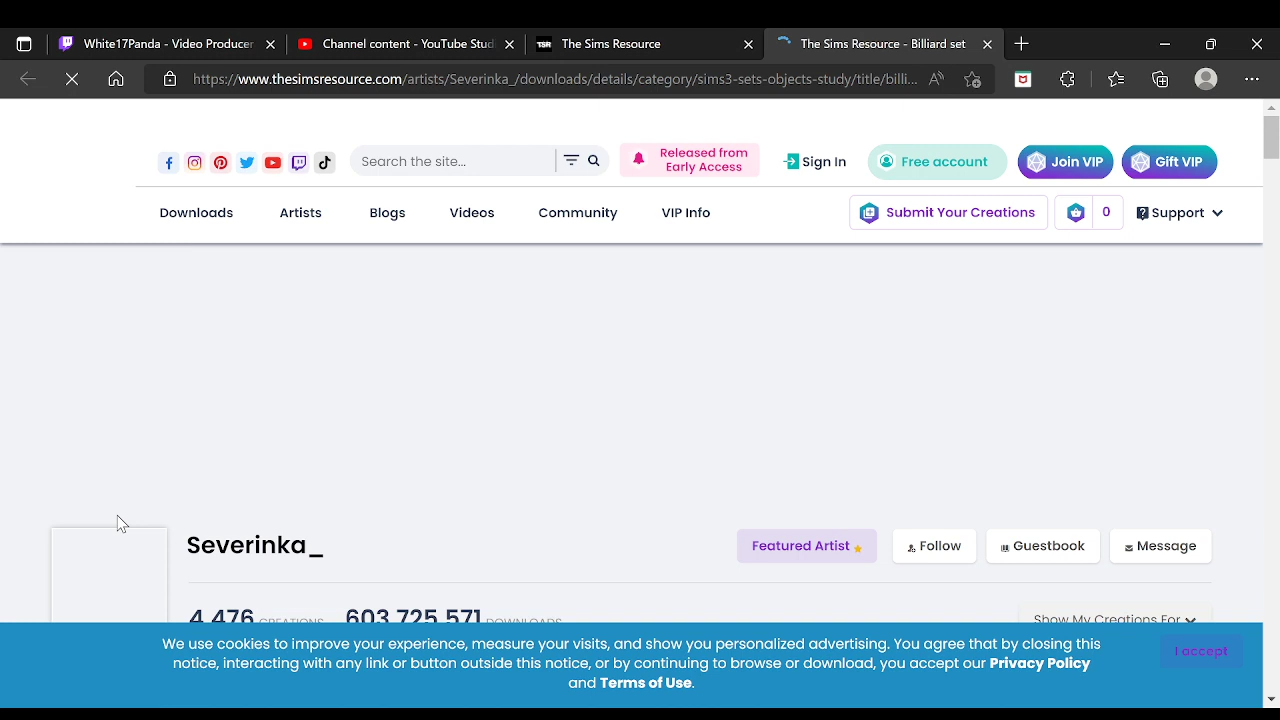 White17Panda - Video Producer
Channel content - YouTube Stud
TSR The Sims Resource
The Sims Resource - Billiard set
https://www.thesimsresource.com/artists/Severinka_/downloads/details/category/sims3-sets-objects-study/title/billi...
Search the site...
Released from
Early Access
Sign In
Free account
Join VIP
Gift VIP
Downloads
Artists
Blogs
Videos
Community
VIP Info
Submit Your Creations
0
Support
Severinka_
Featured Artist
Follow
Guestbook
Message
4,476 CREATIONS
603,725,571 DOWNLOADS
Show My Creations For
We use cookies to improve your experience, measure your visits, and show you personalized advertising. You agree that by closing this
notice, interacting with any link or button outside this notice, or by continuing to browse or download, you accept our Privacy Policy
and Terms of Use.
I accept